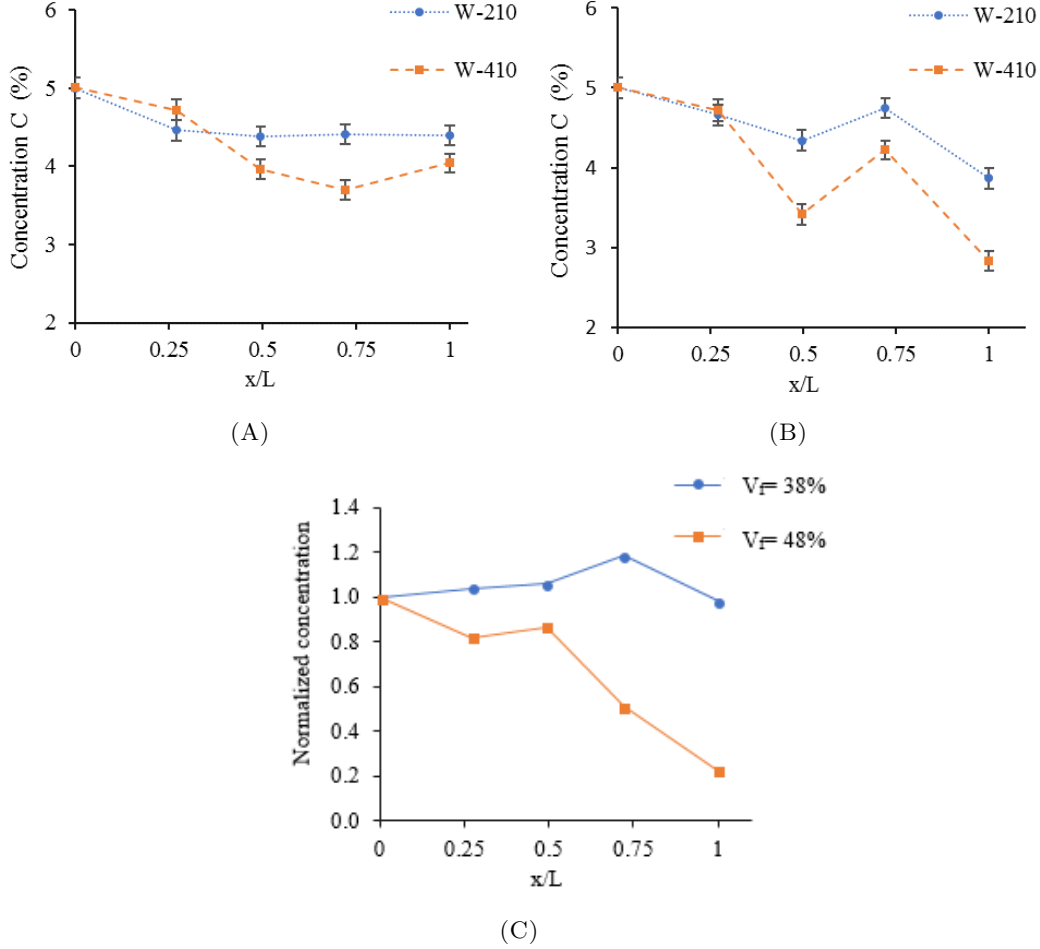 6
5
4
3
2
Concentration C (%)
W-210
W-410
0
0.25
0.5
0.75
1
x/L
(A)
6
5
4
3
2
Concentration C (%)
W-210
W-410
0
0.25
0.5
0.75
1
x/L
(B)
1.4
1.2
1.0
0.8
0.6
0.4
0.2
0.0
Normalized concentration
Vf= 38%
Vf= 48%
0
0.25
0.5
0.75
1
x/L
(C)